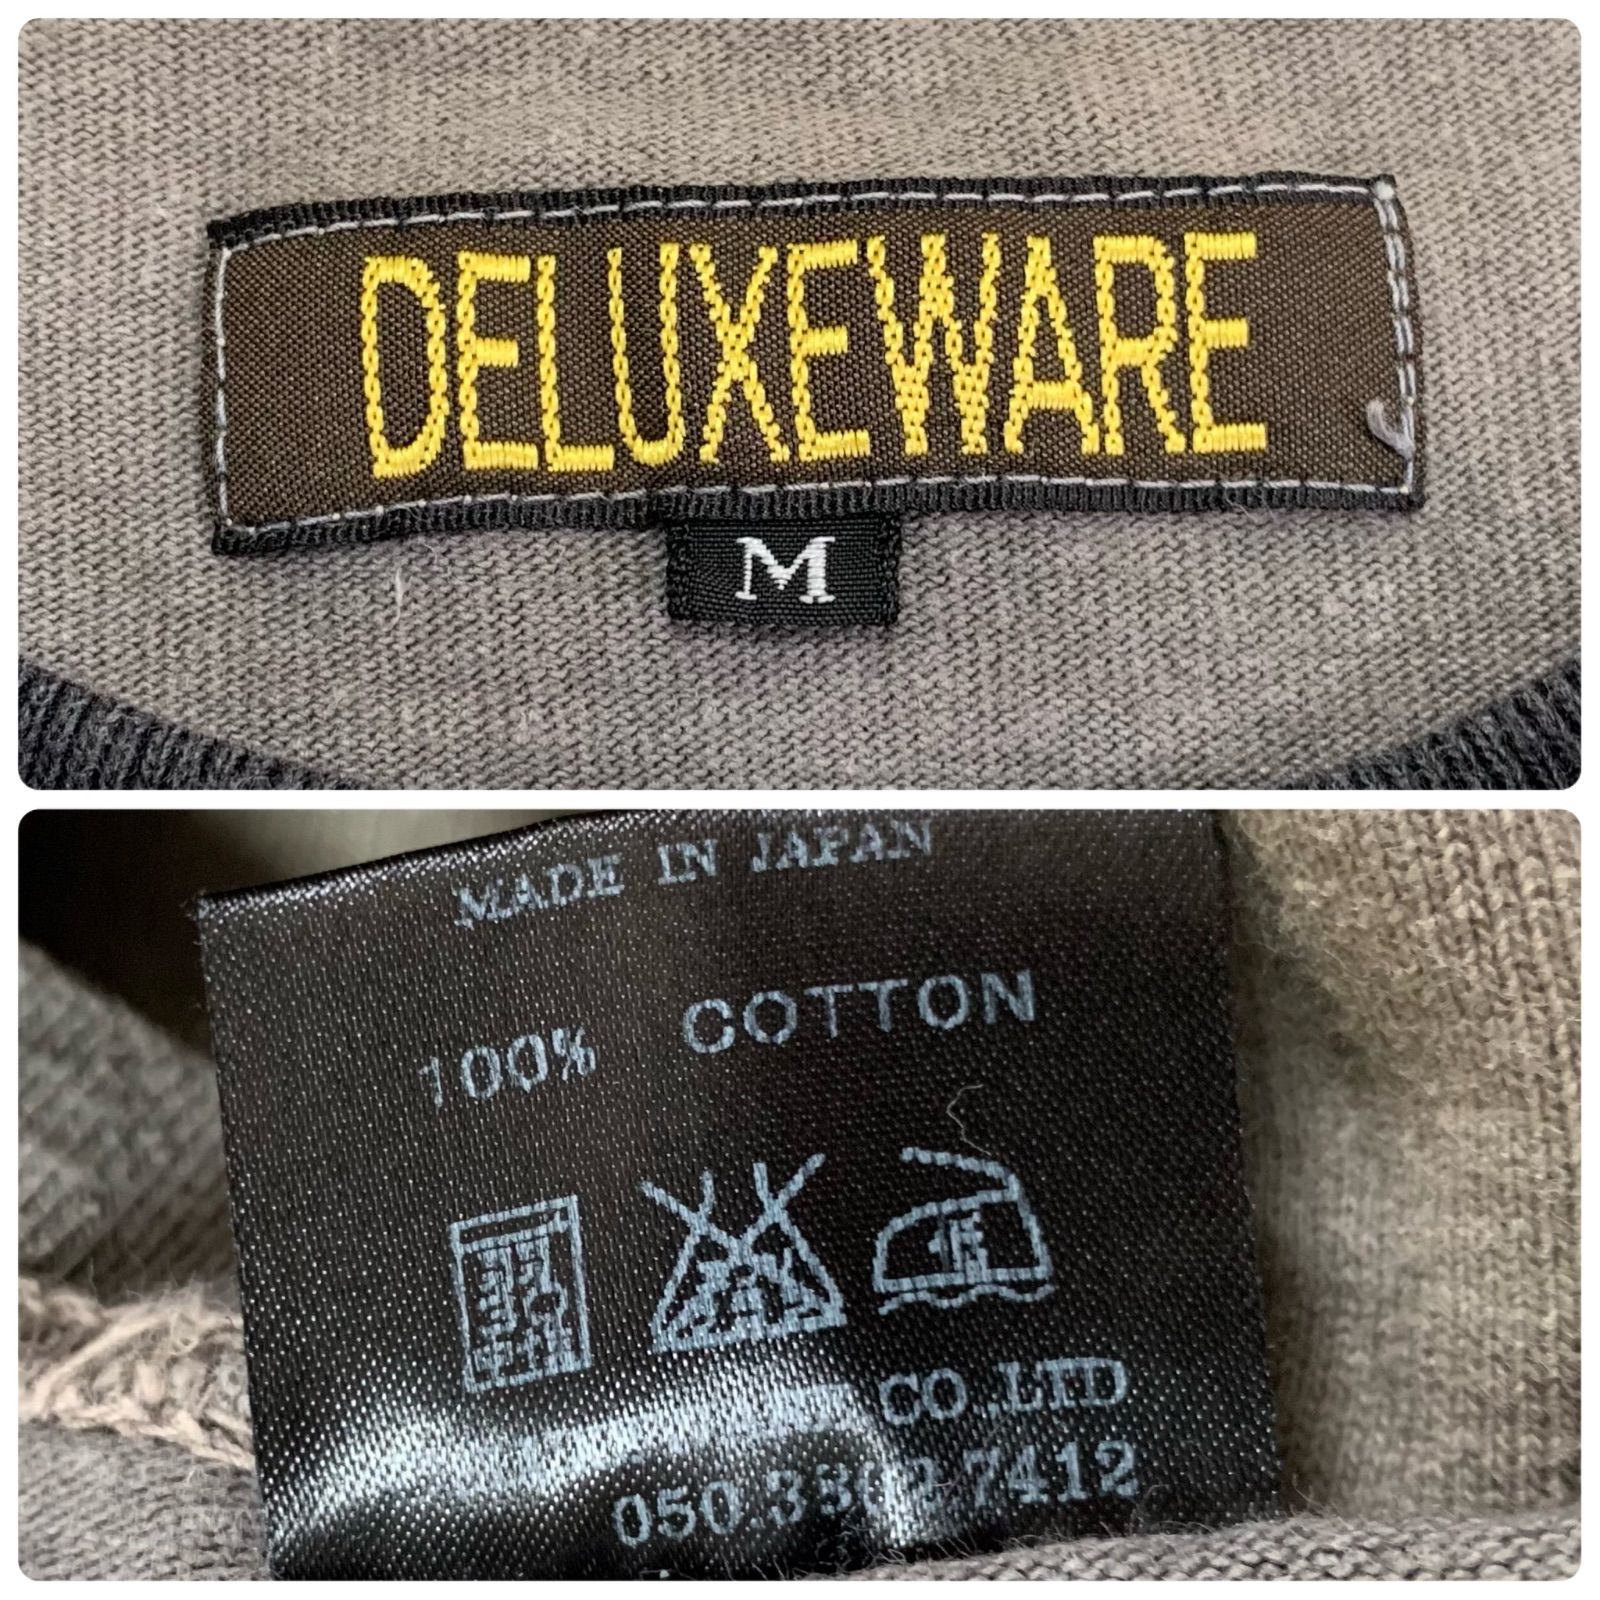 DELUXEWARE
M
MADE IN JAPAN
100% COTTON
CO.,LTD